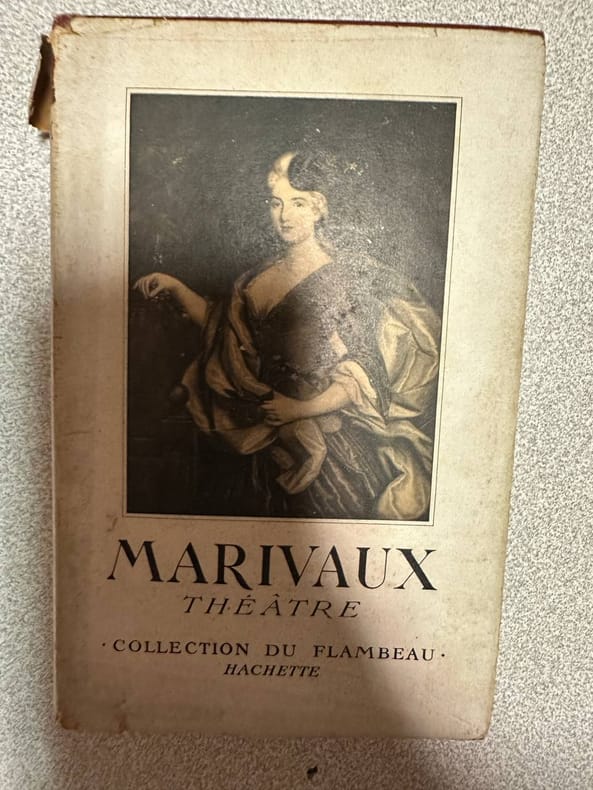 MARIVAUX
THÉÂTRE
· COLLECTION DU FLAMBEAU ·
HACHETTE